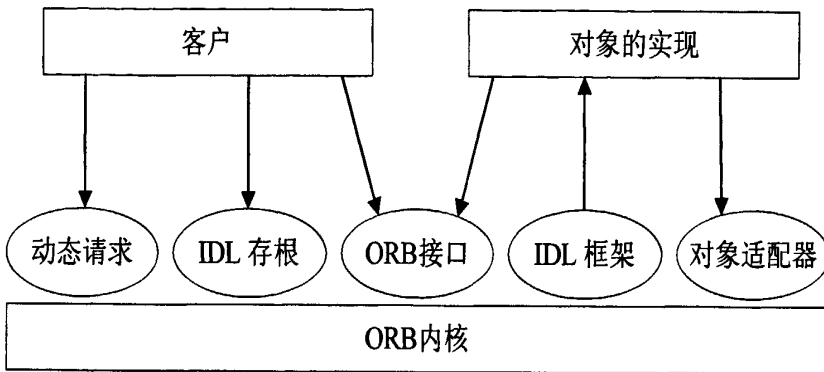 客户
对象的实现
动态请求
IDL 存根
ORB接口
IDL 框架
对象适配器
ORB内核